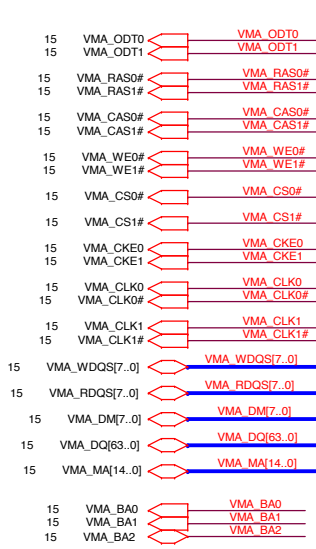 15 VMA_ODT0 VMA_ODT0
15 VMA_ODT1 VMA_ODT1
15 VMA_RAS0# VMA_RAS0#
15 VMA_RAS1# VMA_RAS1#
15 VMA_CAS0# VMA_CAS0#
15 VMA_CAS1# VMA_CAS1#
15 VMA_WE0# VMA_WE0#
15 VMA_WE1# VMA_WE1#
15 VMA_CS0# VMA_CS0#
15 VMA_CS1# VMA_CS1#
15 VMA_CKE0 VMA_CKE0
15 VMA_CKE1 VMA_CKE1
15 VMA_CLK0 VMA_CLK0
15 VMA_CLK0# VMA_CLK0#
15 VMA_CLK1 VMA_CLK1
15 VMA_CLK1# VMA_CLK1#
15 VMA_WDQS[7..0] VMA_WDQS[7..0]
15 VMA_RDQS[7..0] VMA_RDQS[7..0]
15 VMA_DM[7..0] VMA_DM[7..0]
15 VMA_DQ[63..0] VMA_DQ[63..0]
15 VMA_MA[14..0] VMA_MA[14..0]
15 VMA_BA0 VMA_BA0
15 VMA_BA1 VMA_BA1
15 VMA_BA2 VMA_BA2